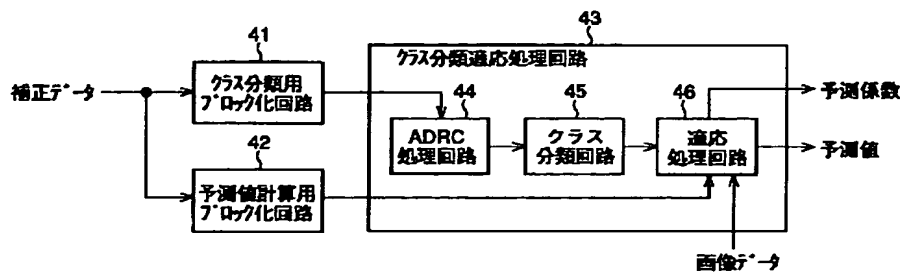 43
41
クラス分類適応処理回路
補正データ
クラス分類用
ブロック化回路
44
45
46
予測係数
ADRC
処理回路
クラス
分類回路
適応
処理回路
予測値
42
予測値計算用
ブロック化回路
画像データ